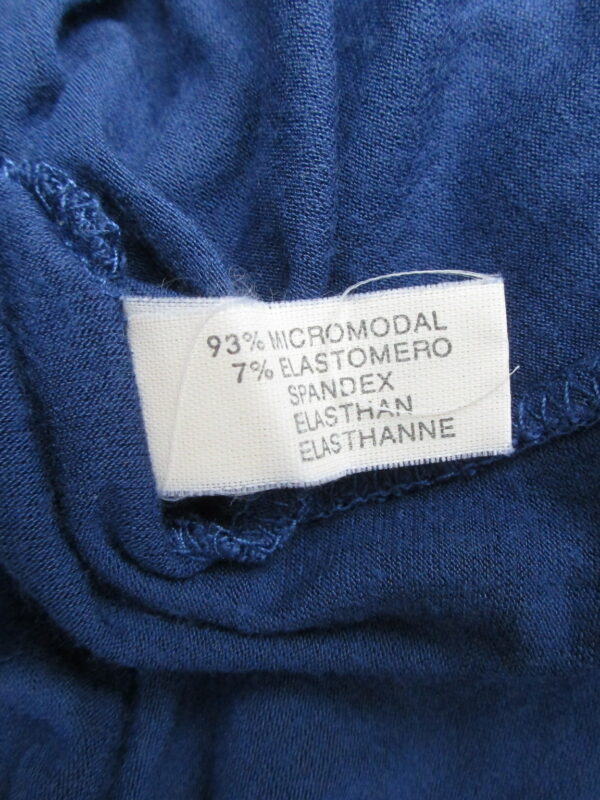 93% MICROMODAL
7% ELASTOMERO
SPANDEX
ELASTHAN
ELASTHANNE